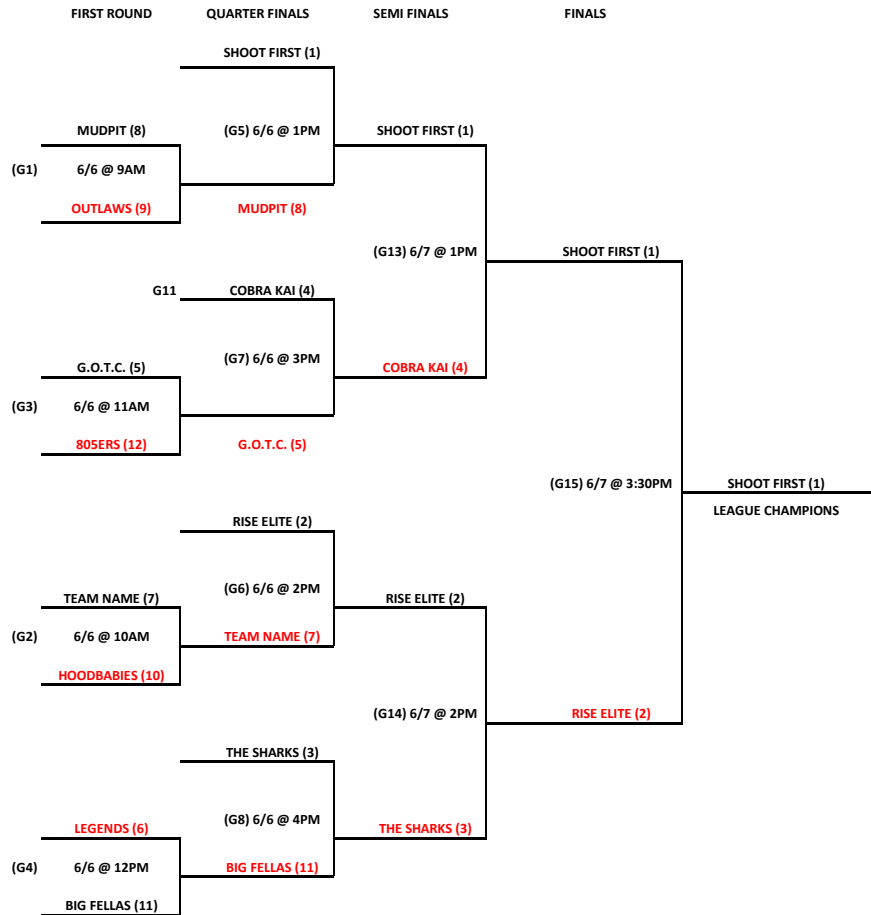 FIRST ROUND QUARTER FINALS SEMI FINALS FINALS
SHOOT FIRST (1)
MUDPIT (8) (G5) 6/6 @ 1PM SHOOT FIRST (1)
(G1) 6/6 @ 9AM
OUTLAWS (9) MUDPIT (8)
(G13) 6/7 @ 1PM SHOOT FIRST (1)
G11 COBRA KAI (4)
G.O.T.C. (5) (G7) 6/6 @ 3PM COBRA KAI (4)
(G3) 6/6 @ 11AM
805ERS (12) G.O.T.C. (5)
(G15) 6/7 @ 3:30PM SHOOT FIRST (1)
LEAGUE CHAMPIONS
RISE ELITE (2)
TEAM NAME (7) (G6) 6/6 @ 2PM RISE ELITE (2)
(G2) 6/6 @ 10AM TEAM NAME (7)
HOODBABIES (10)
(G14) 6/7 @ 2PM RISE ELITE (2)
THE SHARKS (3)
LEGENDS (6) (G8) 6/6 @ 4PM THE SHARKS (3)
(G4) 6/6 @ 12PM BIG FELLAS (11)
BIG FELLAS (11)